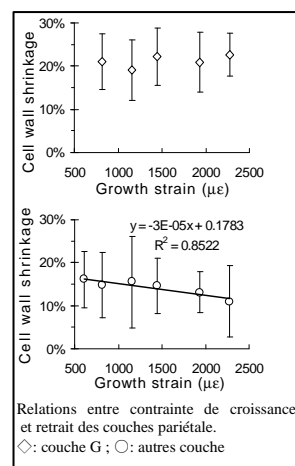 30%
20%
10%
0%
Cell wall shrinkage
500 1000 1500 2000 2500
Growth strain (με)
30%
20%
10%
0%
Cell wall shrinkage
y= -3E-05x+ 0.1783
R² = 0.8522
500 1000 1500 2000 2500
Growth strain (με)
Relations entre contrainte de croissance
et retrait des couches pariétale.
◇: couche G ; ○: autres couche